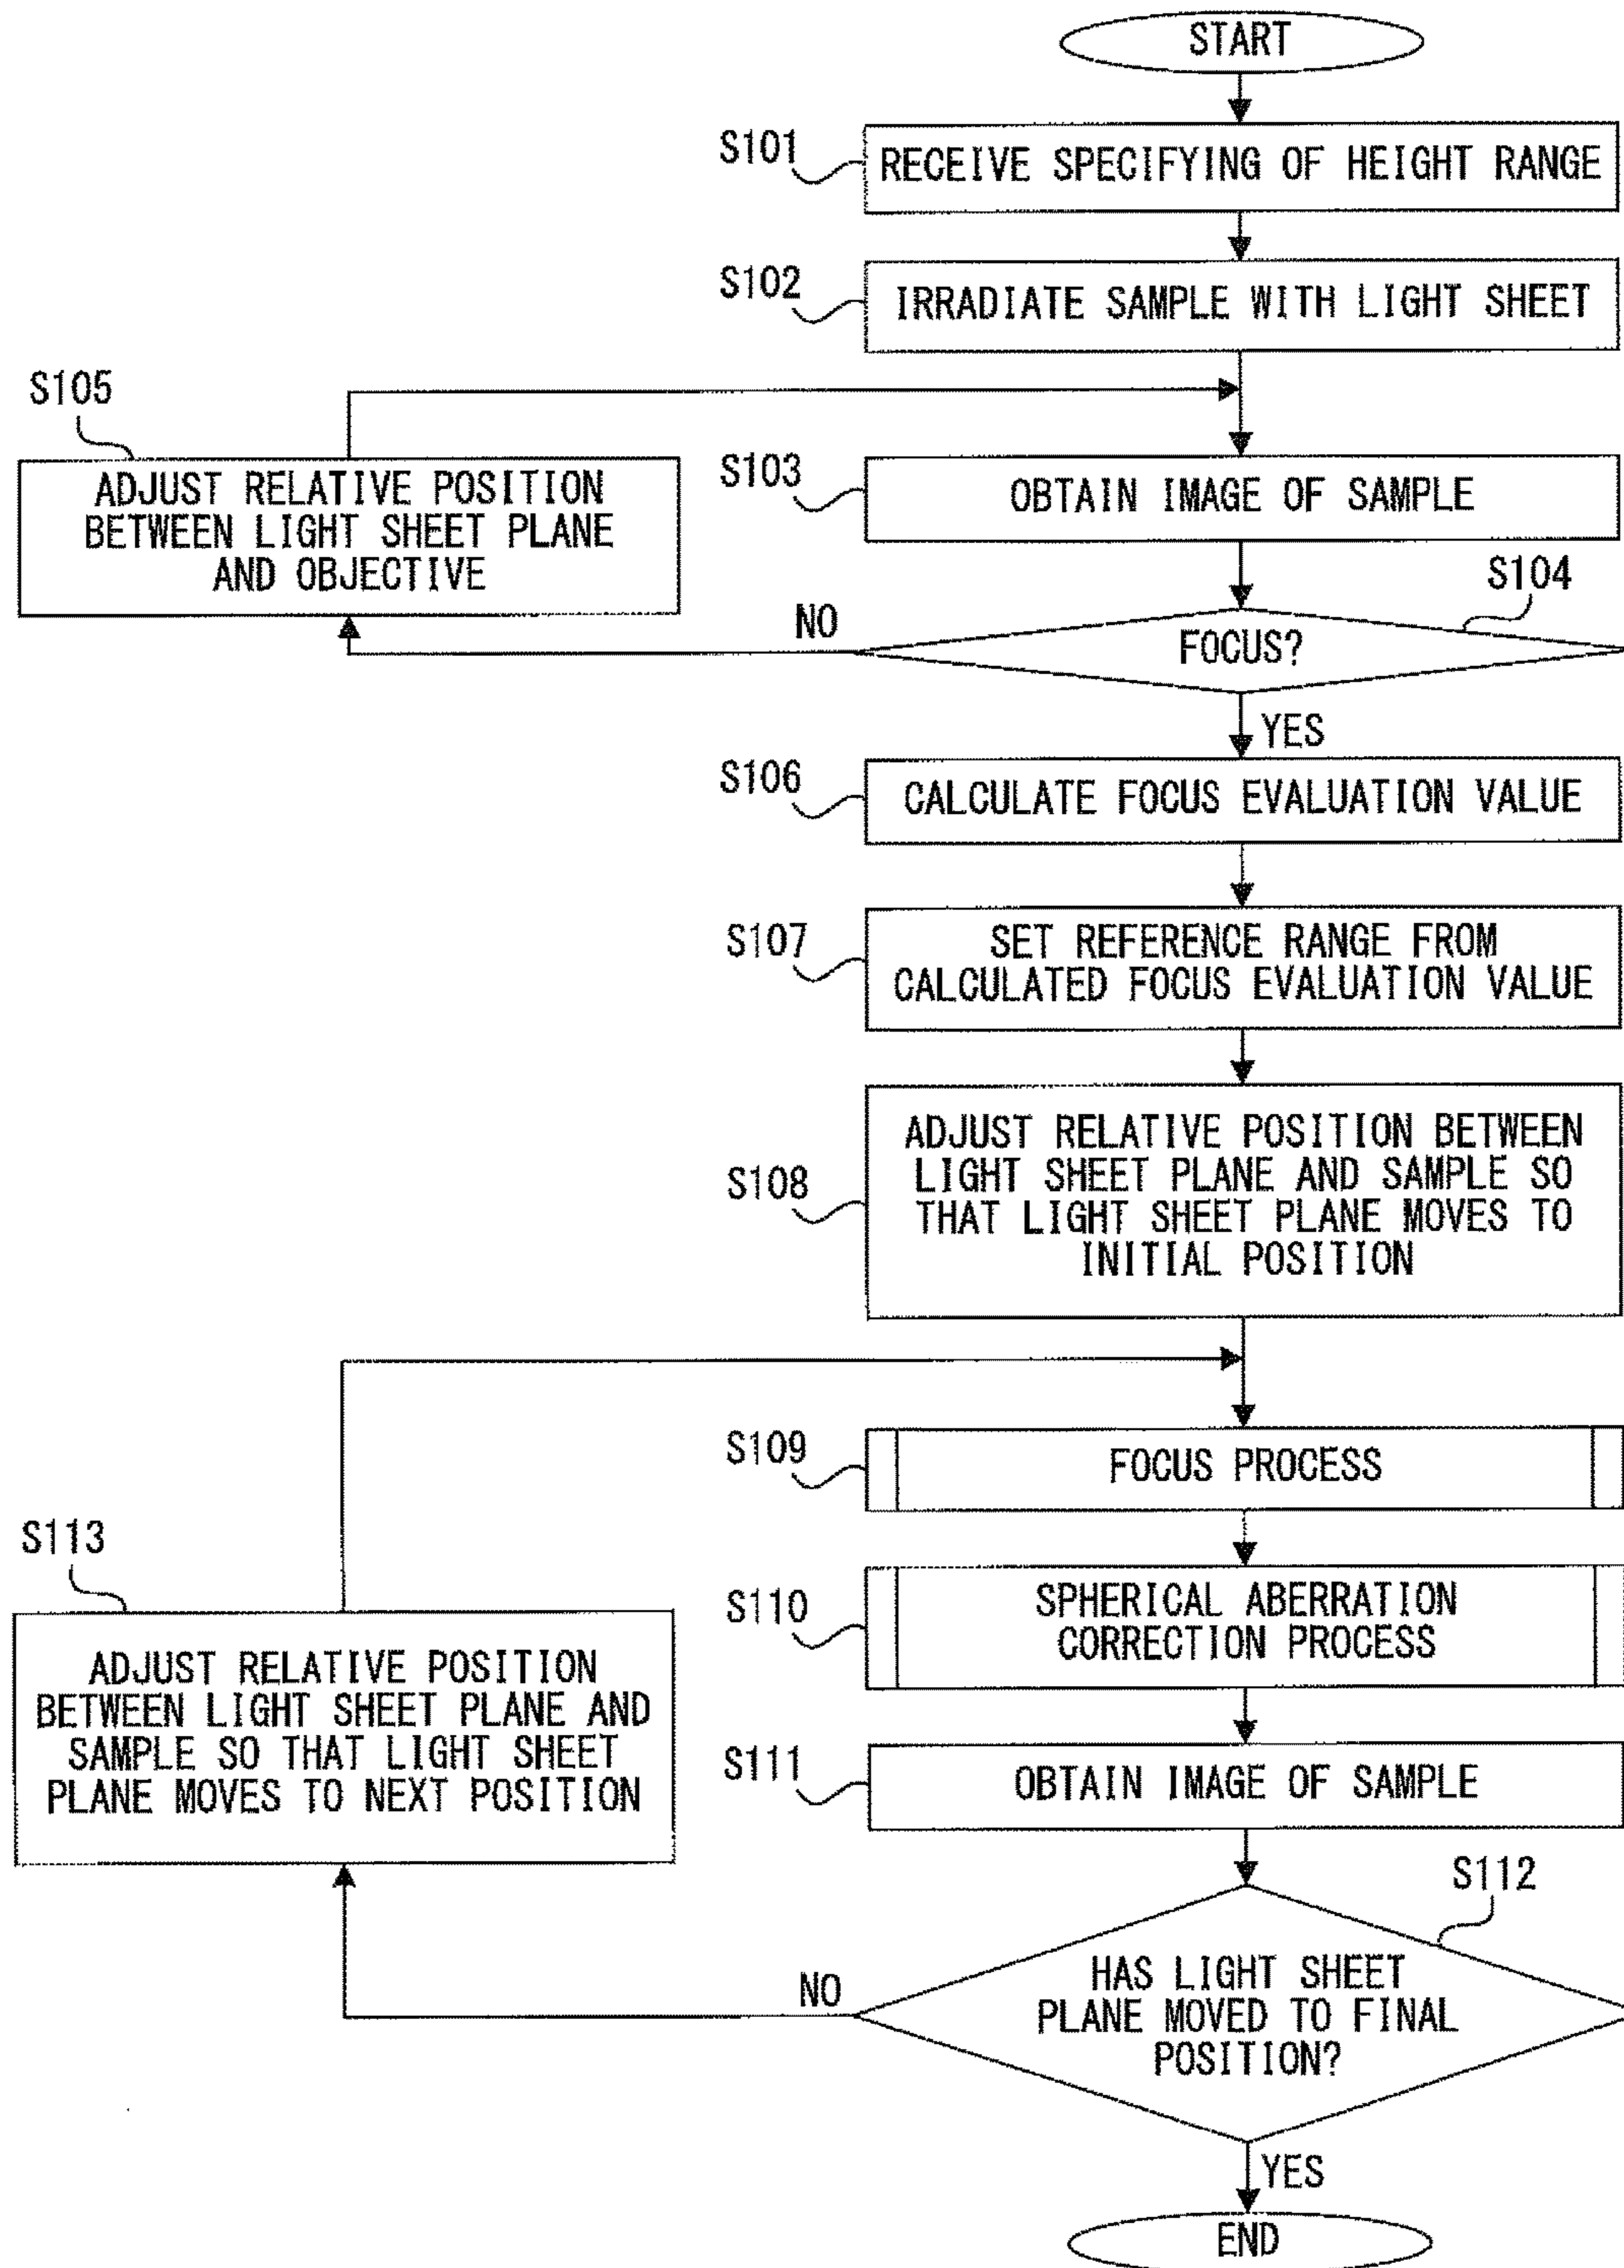 START
S101
RECEIVE SPECIFYING OF HEIGHT RANGE
S102
IRRADIATE SAMPLE WITH LIGHT SHEET
S105
ADJUST RELATIVE POSITION
BETWEEN LIGHT SHEET PLANE
AND OBJECTIVE
S103
OBTAIN IMAGE OF SAMPLE
S104
NO
FOCUS?
YES
S106
CALCULATE FOCUS EVALUATION VALUE
S107
SET REFERENCE RANGE FROM
CALCULATED FOCUS EVALUATION VALUE
S108
ADJUST RELATIVE POSITION BETWEEN
LIGHT SHEET PLANE AND SAMPLE SO
THAT LIGHT SHEET PLANE MOVES TO
INITIAL POSITION
S109
FOCUS PROCESS
S113
ADJUST RELATIVE POSITION
BETWEEN LIGHT SHEET PLANE AND
SAMPLE SO THAT LIGHT SHEET
PLANE MOVES TO NEXT POSITION
S110
SPHERICAL ABERRATION
CORRECTION PROCESS
S111
OBTAIN IMAGE OF SAMPLE
S112
NO
HAS LIGHT SHEET
PLANE MOVED TO FINAL
POSITION?
YES
END